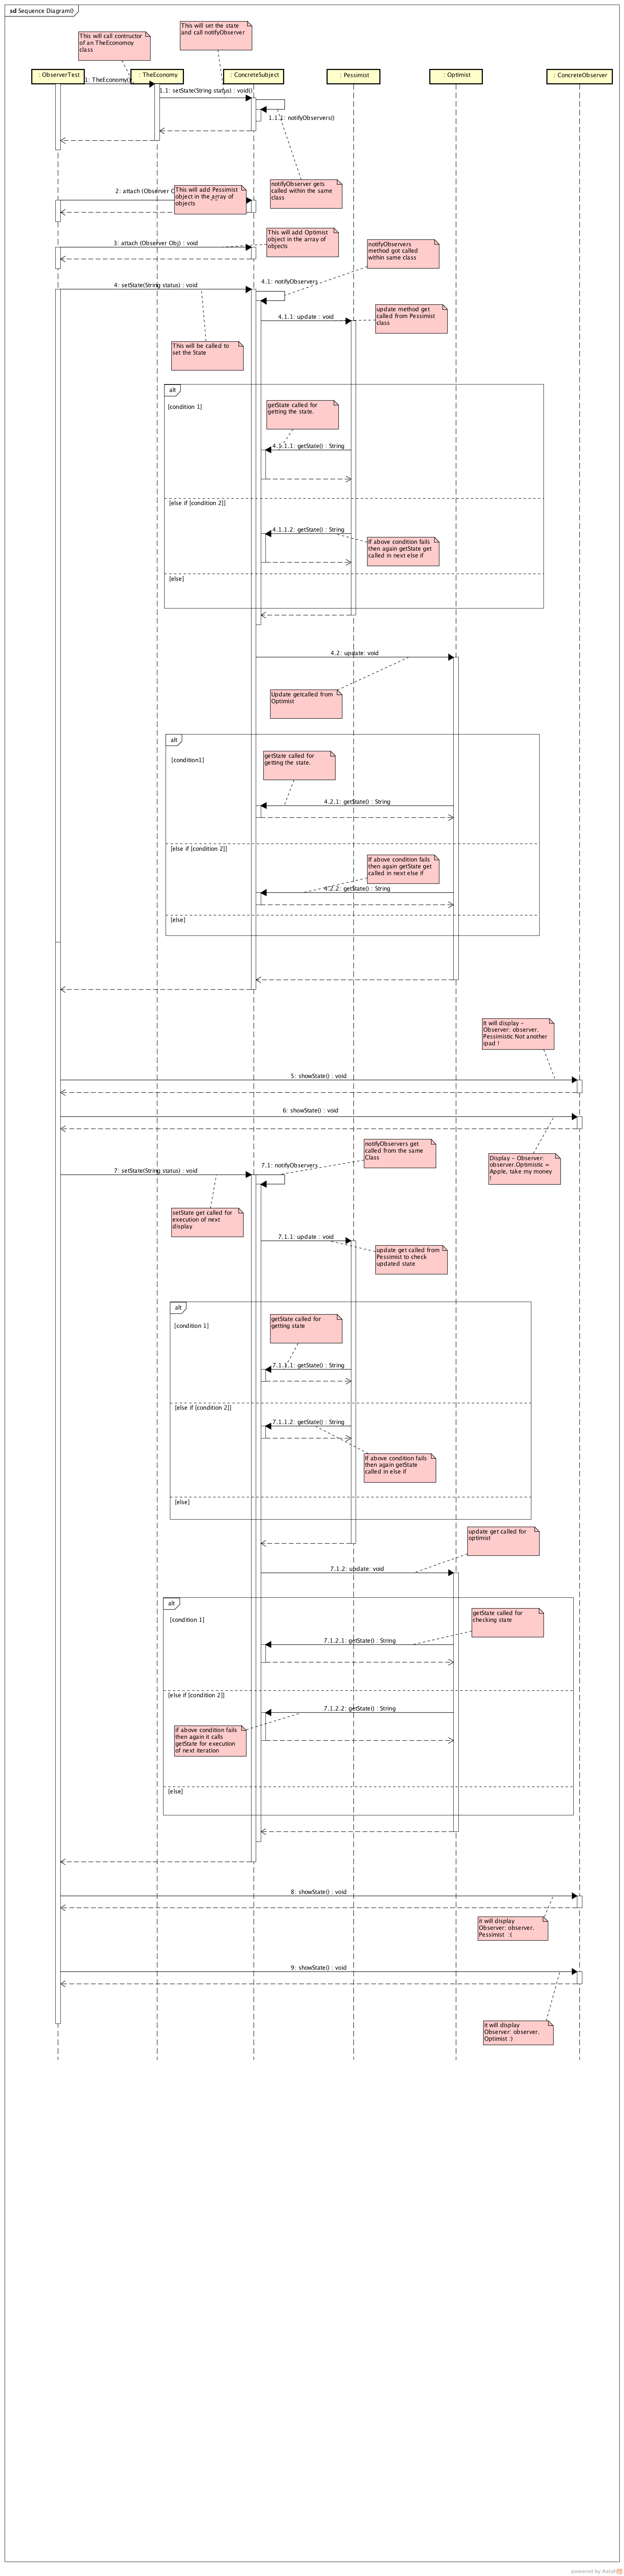 sd Sequence Diagram0
This will set the state
and call notifyObserver
This will call contructor
of an TheEconomoy
class
: ObserverTest
: TheEconomy
: ConcreteSubject
: Pessimist
: Optimist
: ConcreteObserver
1: TheEconomy()
1.1: setState(String status) : void()
1.1.1: notifyObservers()
notifyObserver gets
called within the same
class
2: attach (Observer
This will add Pessimist
object in the array of
objects
This will add Optimist
object in the array of
objects
3: attach (Observer Obj) : void
notifyObservers
method got called
within same class
4: setState(String status) : void
4.1: notifyObservers
update method get
called from Pessimist
class
4.1.1: update : void
This will be called to
set the State
alt
[condition 1]
getState called for
getting the state.
4.1.1.1: getState() : String
[else if [condition 2]]
4.1.1.2: getState() : String
If above condition fails
then again getState get
called in next else if
[else]
4.2: update: void
Update getcalled from
Optimist
alt
[condition1]
getState called for
getting the state.
4.2.1: getState() : String
[else if [condition 2]]
If above condition fails
then again getState get
called in next else if
4.2.2: getState() : String
[else]
It will display -
Observer: observer.
Pessimistic Not another
ipad !
5: showState() : void
6: showState() : void
Display - Observer:
observer.Optimistic =
Apple, take my money
!
notifyObservers get
called from the same
Class
7: setState(String status) : void
7.1: notifyObservers
setState get called for
execution of next
display
7.1.1: update : void
update get called from
Pessimist to check
updated state
alt
[condition 1]
getState called for
getting state
7.1.1.1: getState() : String
[else if [condition 2]]
7.1.1.2: getState() : String
If above condition fails
then again getState
called in else if
[else]
update get called for
optimist
7.1.2: update: void
alt
[condition 1]
getState called for
checking state
7.1.2.1: getState() : String
[else if [condition 2]]
7.1.2.2: getState() : String
if above condition fails
then again it calls
getState for execution
of next iteration
[else]
8: showState() : void
it will display
Observer: observer.
Pessimist :(
9: showState() : void
it will display
Observer: observer.
Optimist :)
powered by Astah